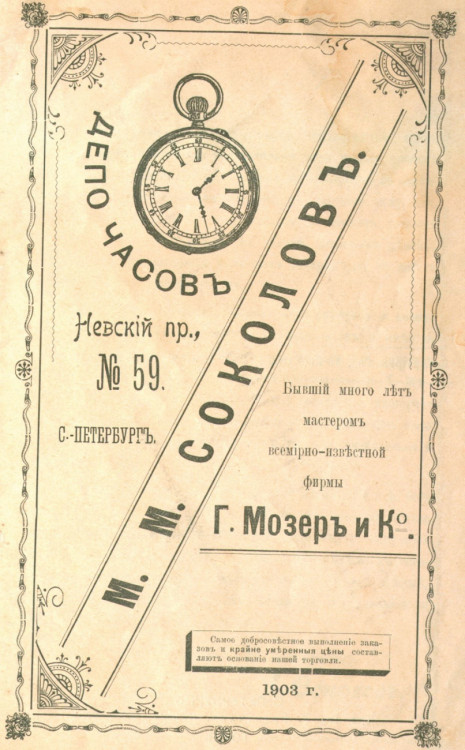 ДЕПО ЧАСОВЪ
Невскій пр.,
№ 59.
С.-ПЕТЕРБУРГЪ.
М. М. СОКОЛОВЪ.
Бывшій много лѣтъ
мастеромъ
всемірно-извѣстной
фирмы
Г. Мозеръ и Ко.
Самое добросовѣстное выполненіе зака-
зовъ и крайне умѣренныя цѣны состав-
ляютъ основаніе нашей торговли.
1903 г.